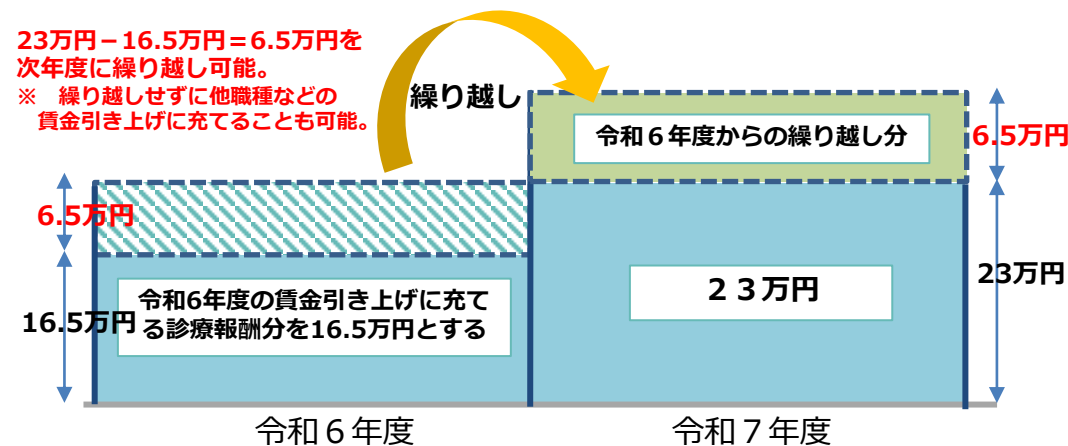 23万円－16.5万円＝6.5万円を
次年度に繰り越し可能。
※　繰り越しせずに他職種などの
賃金引き上げに充てることも可能。
繰り越し
令和６年度からの繰り越し分
6.5万円
6.5万円
令和6年度の賃金引き上げに充て
る診療報酬分を16.5万円とする
16.5万円
２３万円
23万円
令和６年度
令和７年度